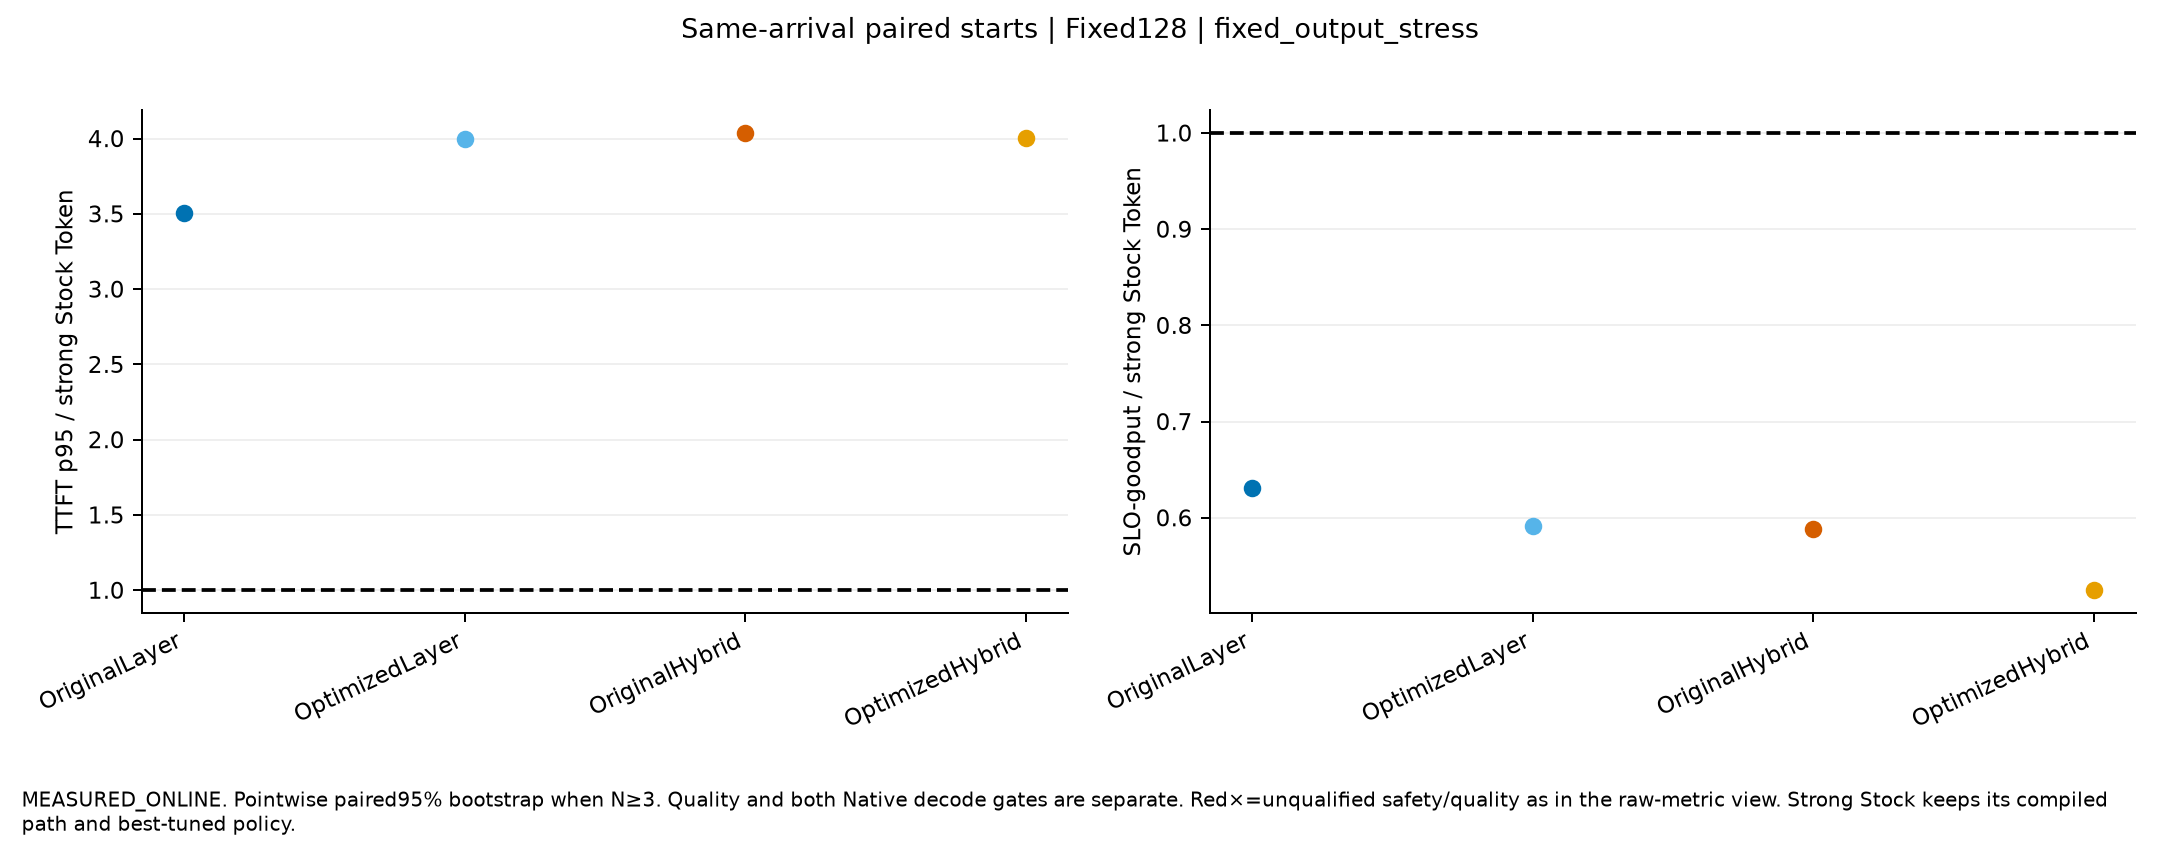 Same-arrival paired starts | Fixed128 | fixed_output_stress
TTFT p95 / strong Stock Token
4.0
3.5
3.0
2.5
2.0
1.5
1.0
OriginalLayer
OptimizedLayer
OriginalHybrid
OptimizedHybrid
SLO-goodput / strong Stock Token
1.0
0.9
0.8
0.7
0.6
OriginalLayer
OptimizedLayer
OriginalHybrid
OptimizedHybrid
MEASURED_ONLINE. Pointwise paired95% bootstrap when N≥3. Quality and both Native decode gates are separate. Red×=unqualified safety/quality as in the raw-metric view. Strong Stock keeps its compiled
path and best-tuned policy.